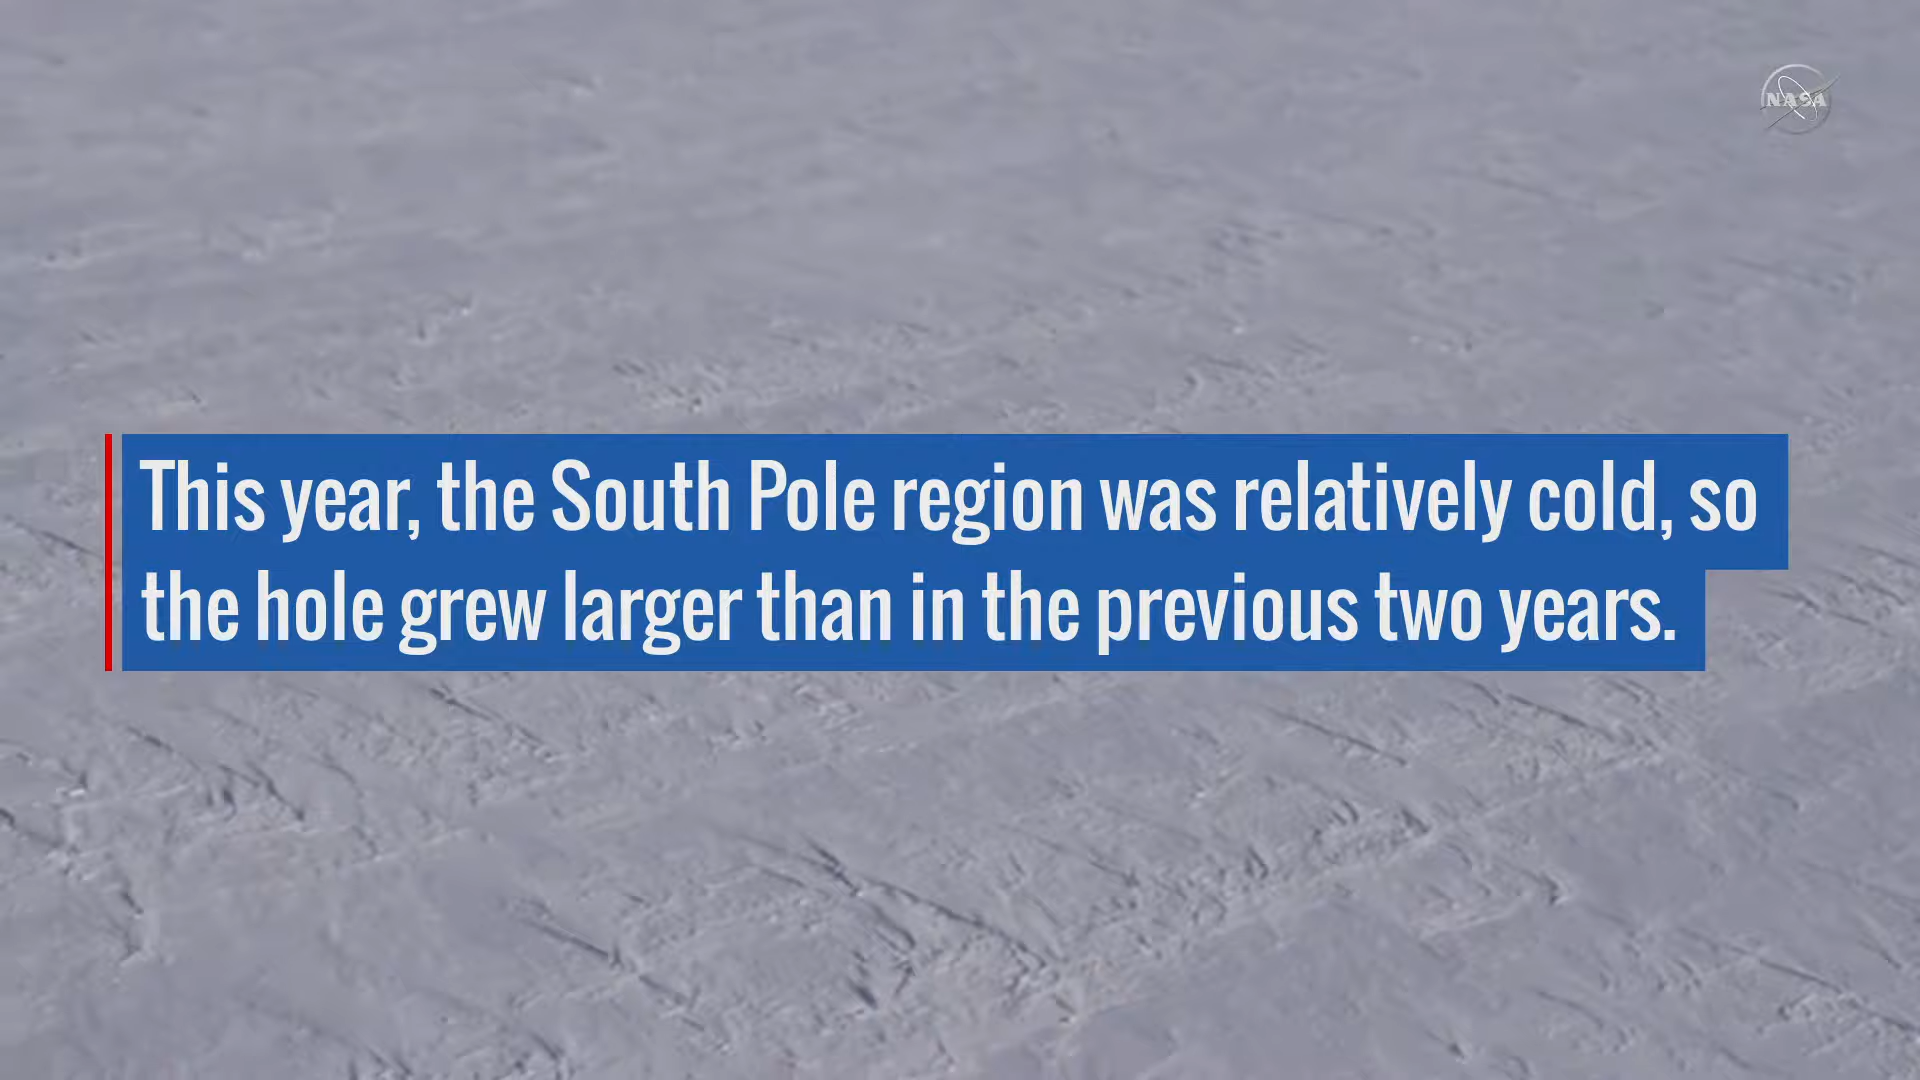 NASA
This year, the South Pole region was relatively cold, so
the hole grew larger than in the previous two years.